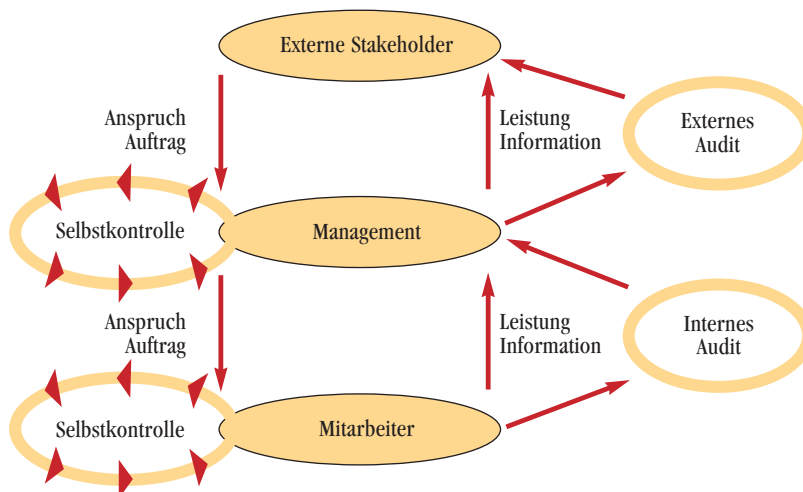 Externe Stakeholder
Anspruch
Auftrag
Leistung
Information
Externes
Audit
Selbstkontrolle
Management
Anspruch
Auftrag
Leistung
Information
Internes
Audit
Selbstkontrolle
Mitarbeiter